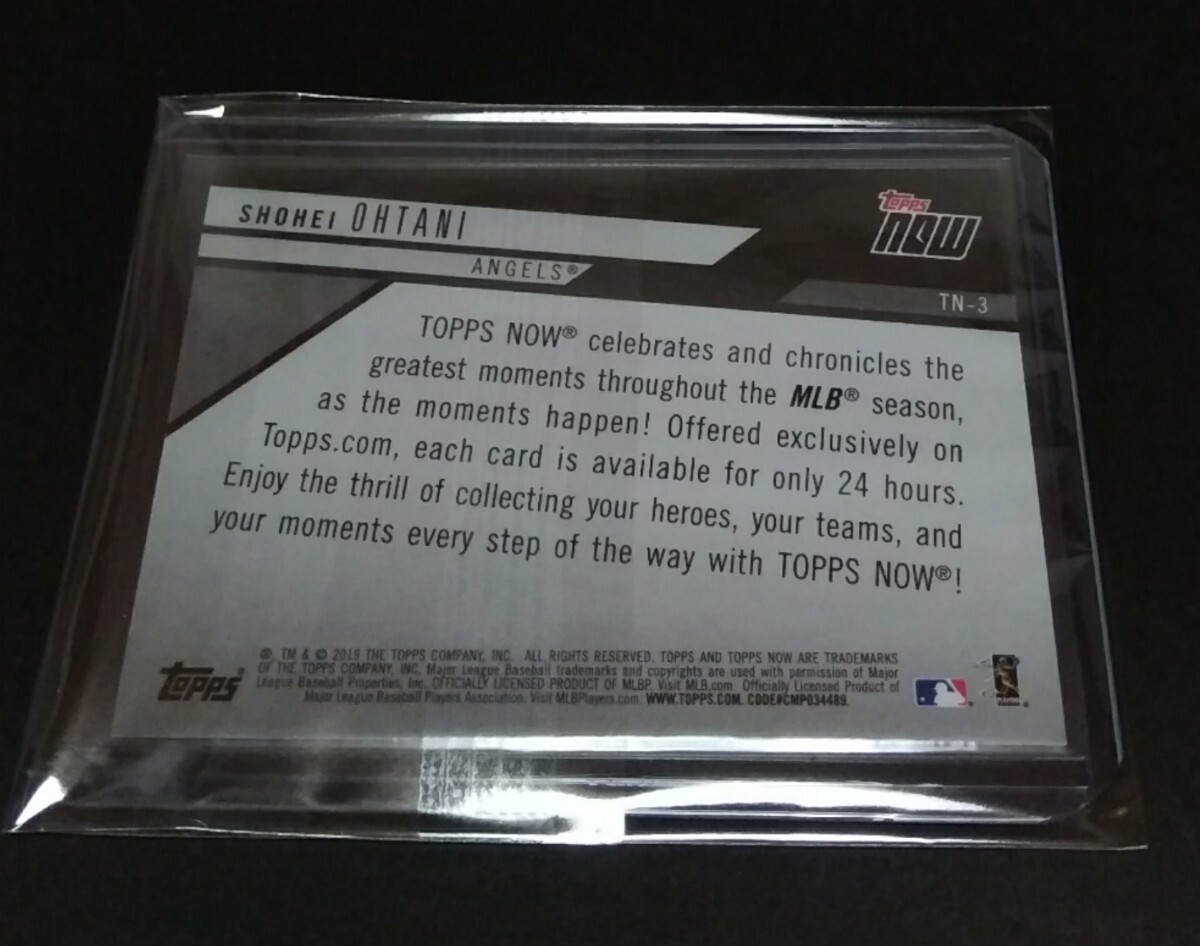 SHOHEI OHTANI
topps
NOW
ANGELS®
TN-3
TOPPS NOW® celebrates and chronicles the
greatest moments throughout the MLB® season,
as the moments happen! Offered exclusively on
Topps.com, each card is available for only 24 hours.
Enjoy the thrill of collecting your heroes, your teams, and
your moments every step of the way with TOPPS NOW®!
®, TM & © 2019 THE TOPPS COMPANY, INC. ALL RIGHTS RESERVED. TOPPS AND TOPPS NOW ARE TRADEMARKS
OF THE TOPPS COMPANY, INC. Major League Baseball trademarks and copyrights are used with permission of Major
League Baseball Properties, Inc. OFFICIALLY LICENSED PRODUCT OF MLBP. Visit MLB.com Officially Licensed Product of
Major League Baseball Players Association. Visit MLBPlayers.com. WWW.TOPPS.COM. CODE#CMP034489.
topps®